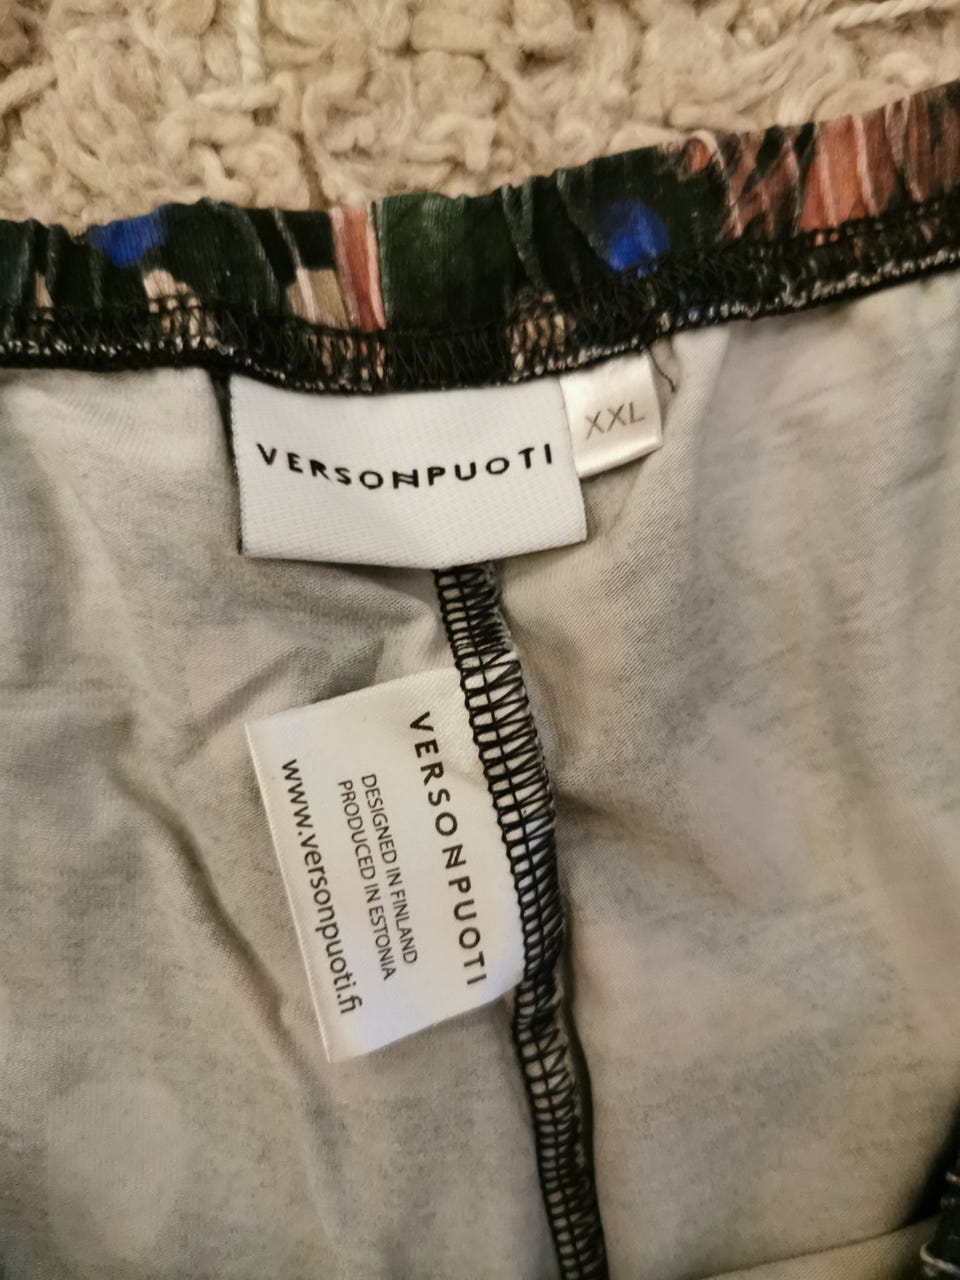 VERSONPUOTI
XXL
VERSONPUOTI
DESIGNED IN FINLAND
PRODUCED IN ESTONIA
www.versonpuoti.fi